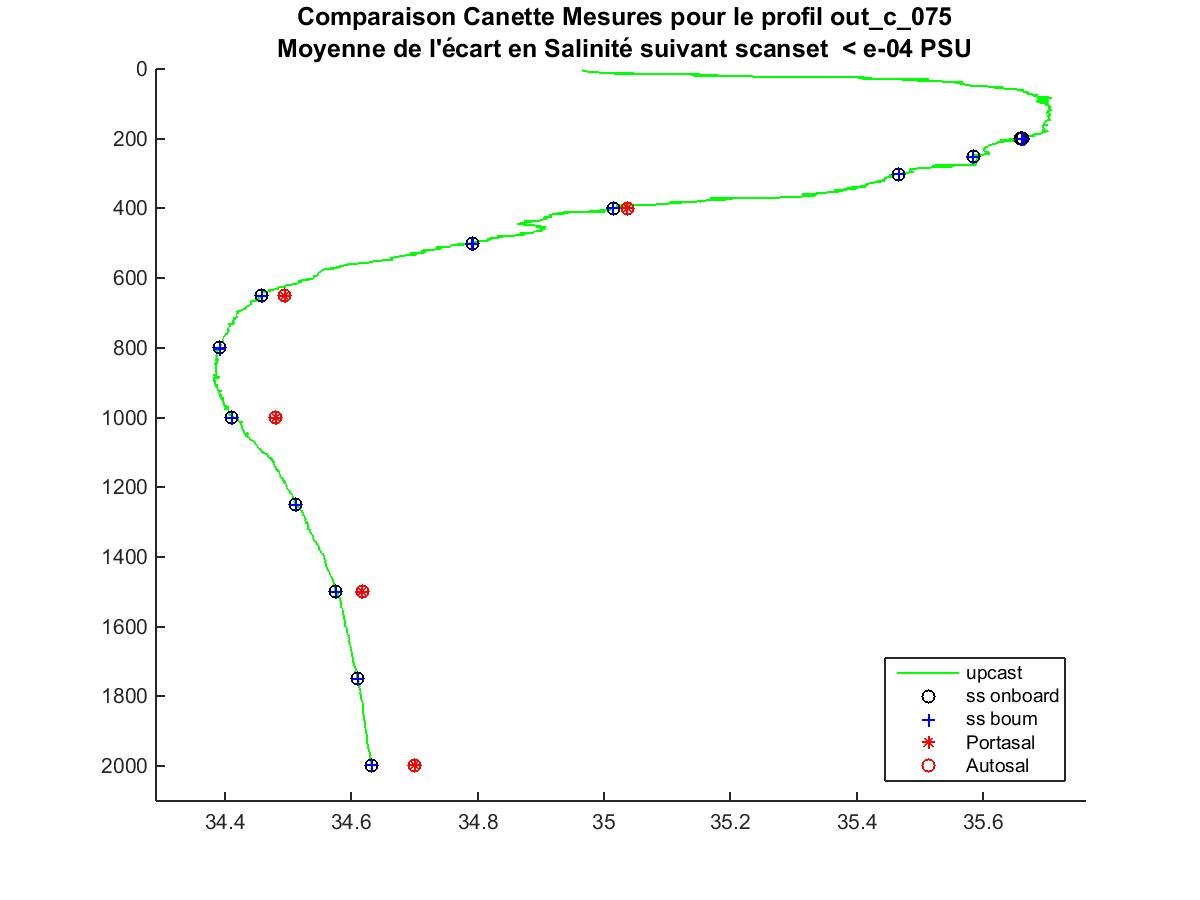 Comparaison Canette Mesures pour le profil out_c_075
Moyenne de l'écart en Salinité suivant scanset  < e-04 PSU
0
200
400
600
800
1000
1200
1400
1600
1800
2000
34.4
34.6
34.8
35
35.2
35.4
35.6
upcast
ss onboard
ss boum
Portasal
Autosal